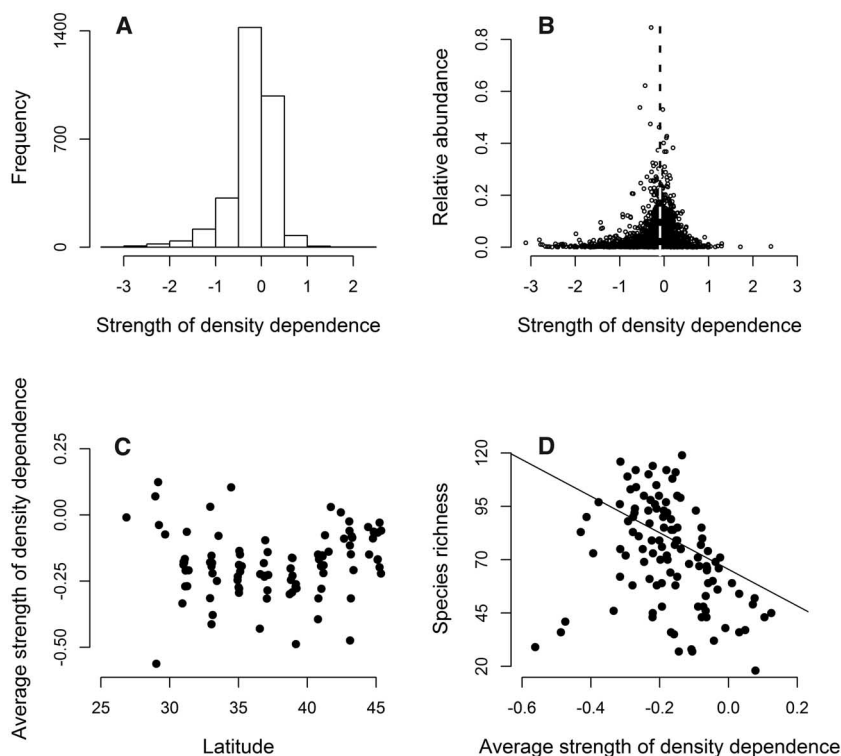 A
Frequency
1400
700
0
-3 -2 -1 0 1 2
Strength of density dependence
B
Relative abundance
0.8
0.6
0.4
0.2
0.0
-3 -2 -1 0 1 2 3
Strength of density dependence
C
Average strength of density dependence
0.25
0.00
-0.25
-0.50
25 30 35 40 45
Latitude
D
Species richness
120
95
70
45
20
-0.6 -0.4 -0.2 0.0 0.2
Average strength of density dependence